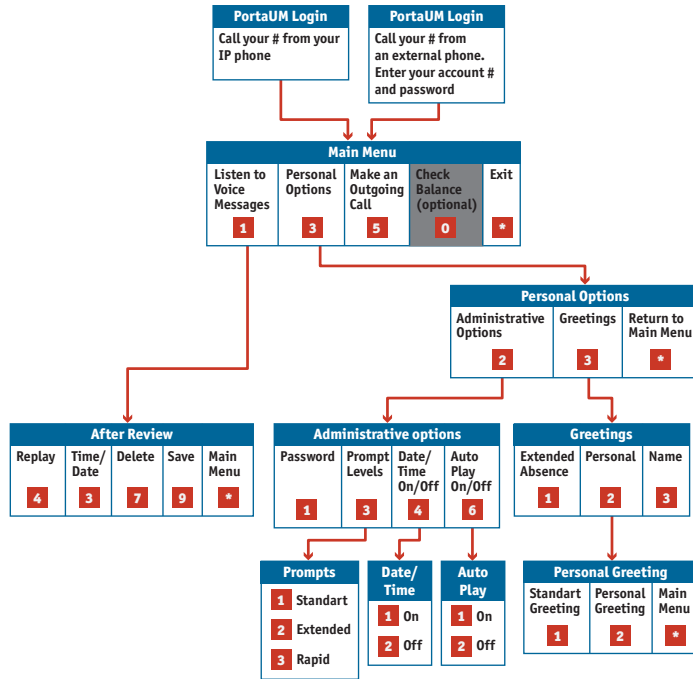 PortaUM Login
Call your # from your
IP phone
PortaUM Login
Call your # from
an external phone.
Enter your account #
and password
Main Menu
Listen to
Voice
Messages
1
Personal
Options
3
Make an
Outgoing
Call
5
Check
Balance
(optional)
0
Exit
*
Personal Options
Administrative
Options
2
Greetings
3
Return to
Main Menu
*
After Review
Replay
4
Time/
Date
3
Delete
7
Save
9
Main
Menu
*
Administrative options
Password
1
Prompt
Levels
3
Date/
Time
On/Off
4
Auto
Play
On/Off
6
Greetings
Extended
Absence
1
Personal
2
Name
3
Prompts
1 Standart
2 Extended
3 Rapid
Date/
Time
1 On
2 Off
Auto
Play
1 On
2 Off
Personal Greeting
Standart
Greeting
1
Personal
Greeting
2
Main
Menu
*